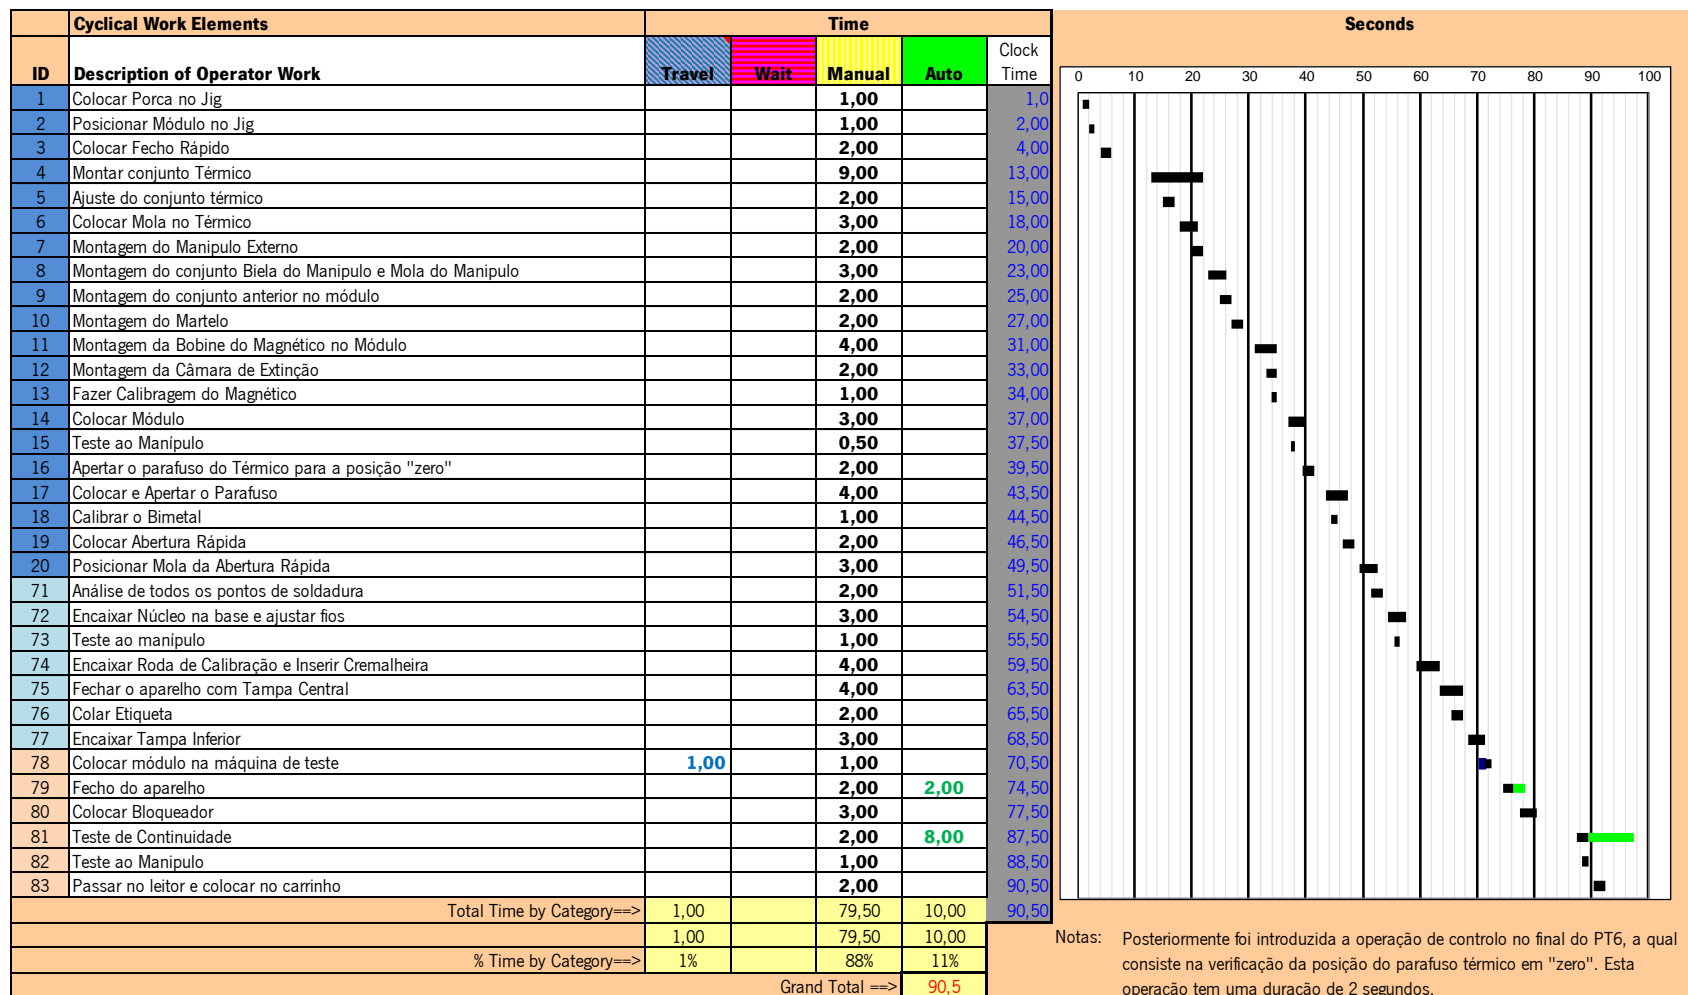 Cyclical Work Elements Time Seconds
ID Description of Operator Work Travel Wait Manual Auto Clock Time
0 10 20 30 40 50 60 70 80 90 100
1 Colocar Porca no Jig 1,00 1,0
2 Posicionar Módulo no Jig 1,00 2,00
3 Colocar Fecho Rápido 2,00 4,00
4 Montar conjunto Térmico 9,00 13,00
5 Ajuste do conjunto térmico 2,00 15,00
6 Colocar Mola no Térmico 3,00 18,00
7 Montagem do Manipulo Externo 2,00 20,00
8 Montagem do conjunto Biela do Manipulo e Mola do Manipulo 3,00 23,00
9 Montagem do conjunto anterior no módulo 2,00 25,00
10 Montagem do Martelo 2,00 27,00
11 Montagem da Bobine do Magnético no Módulo 4,00 31,00
12 Montagem da Câmara de Extinção 2,00 33,00
13 Fazer Calibragem do Magnético 1,00 34,00
14 Colocar Módulo 3,00 37,00
15 Teste ao Manípulo 0,50 37,50
16 Apertar o parafuso do Térmico para a posição "zero" 2,00 39,50
17 Colocar e Apertar o Parafuso 4,00 43,50
18 Calibrar o Bimetal 1,00 44,50
19 Colocar Abertura Rápida 2,00 46,50
20 Posicionar Mola da Abertura Rápida 3,00 49,50
71 Análise de todos os pontos de soldadura 2,00 51,50
72 Encaixar Núcleo na base e ajustar fios 3,00 54,50
73 Teste ao manípulo 1,00 55,50
74 Encaixar Roda de Calibração e Inserir Cremalheira 4,00 59,50
75 Fechar o aparelho com Tampa Central 4,00 63,50
76 Colar Etiqueta 2,00 65,50
77 Encaixar Tampa Inferior 3,00 68,50
78 Colocar módulo na máquina de teste 1,00 1,00 70,50
79 Fecho do aparelho 2,00 2,00 74,50
80 Colocar Bloqueador 3,00 77,50
81 Teste de Continuidade 2,00 8,00 87,50
82 Teste ao Manipulo 1,00 88,50
83 Passar no leitor e colocar no carrinho 2,00 90,50
Total Time by Category==> 1,00 79,50 10,00 90,50
1,00 79,50 10,00
% Time by Category==> 1% 88% 11%
Grand Total ==> 90,5
Notas: Posteriormente foi introduzida a operação de controlo no final do PT6, a qual
consiste na verificação da posição do parafuso térmico em "zero". Esta
operação tem uma duração de 2 segundos.